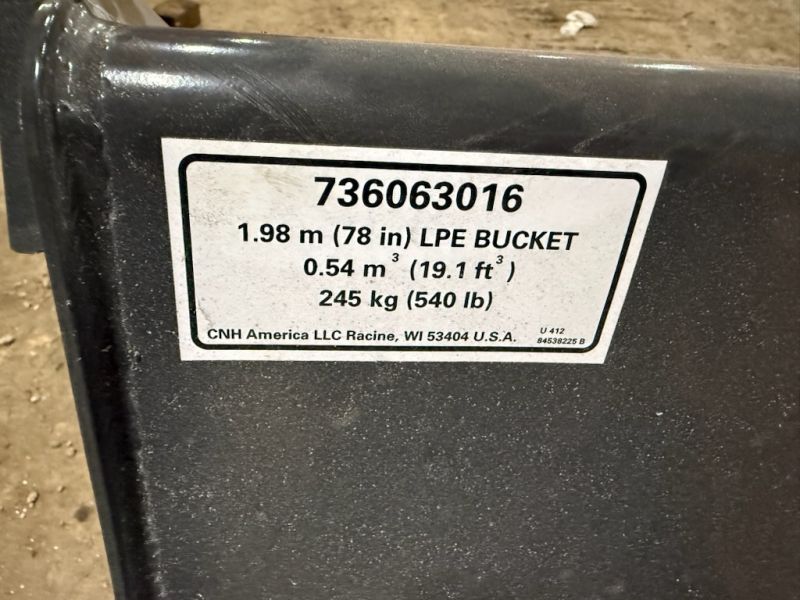 736063016
1.98 m (78 in) LPE BUCKET
0.54 m³ (19.1 ft³)
245 kg (540 lb)
CNH America LLC Racine, WI 53404 U.S.A.
U 412
84538225 B